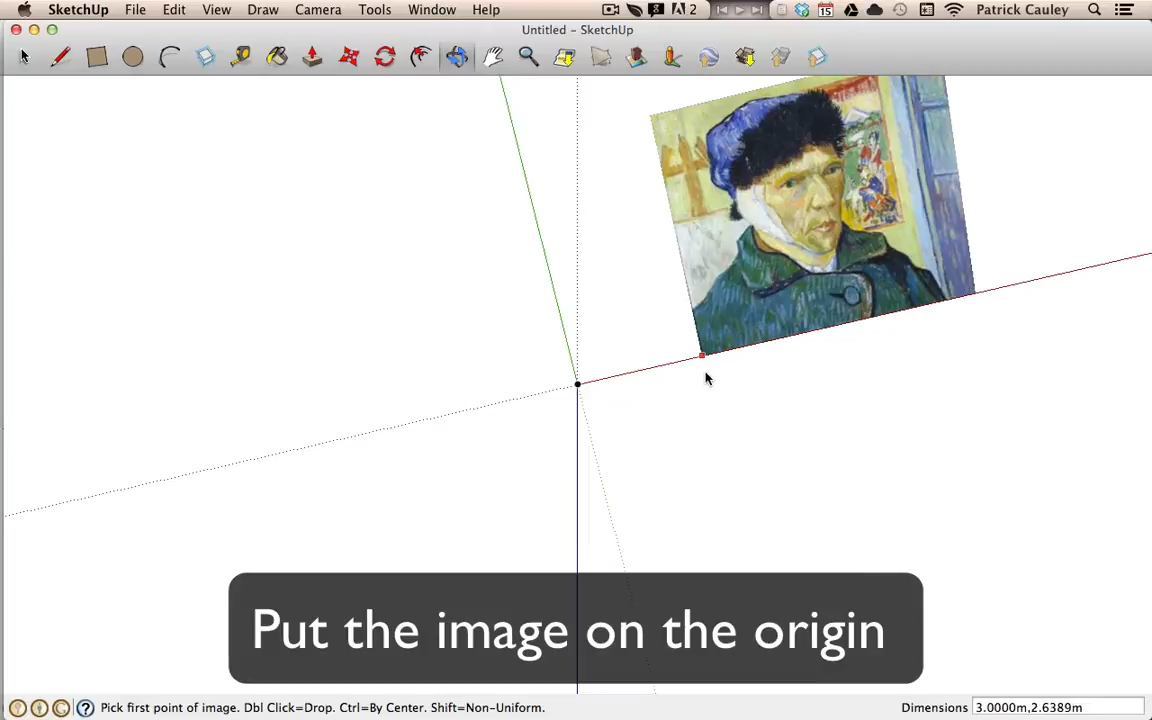 SketchUp File Edit View Draw Camera Tools Window Help 2 15 Patrick Cauley
Untitled – SketchUp
Put the image on the origin
Pick first point of image. Dbl Click=Drop. Ctrl=By Center. Shift=Non-Uniform. Dimensions 3.0000m,2.6389m